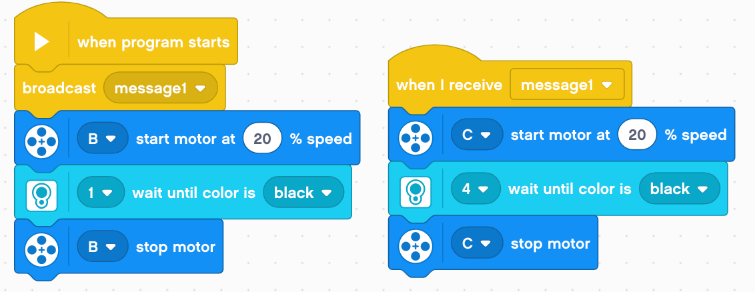 when program starts
broadcast message1
B start motor at 20 % speed
1 wait until color is black
B stop motor
when I receive message1
C start motor at 20 % speed
4 wait until color is black
C stop motor